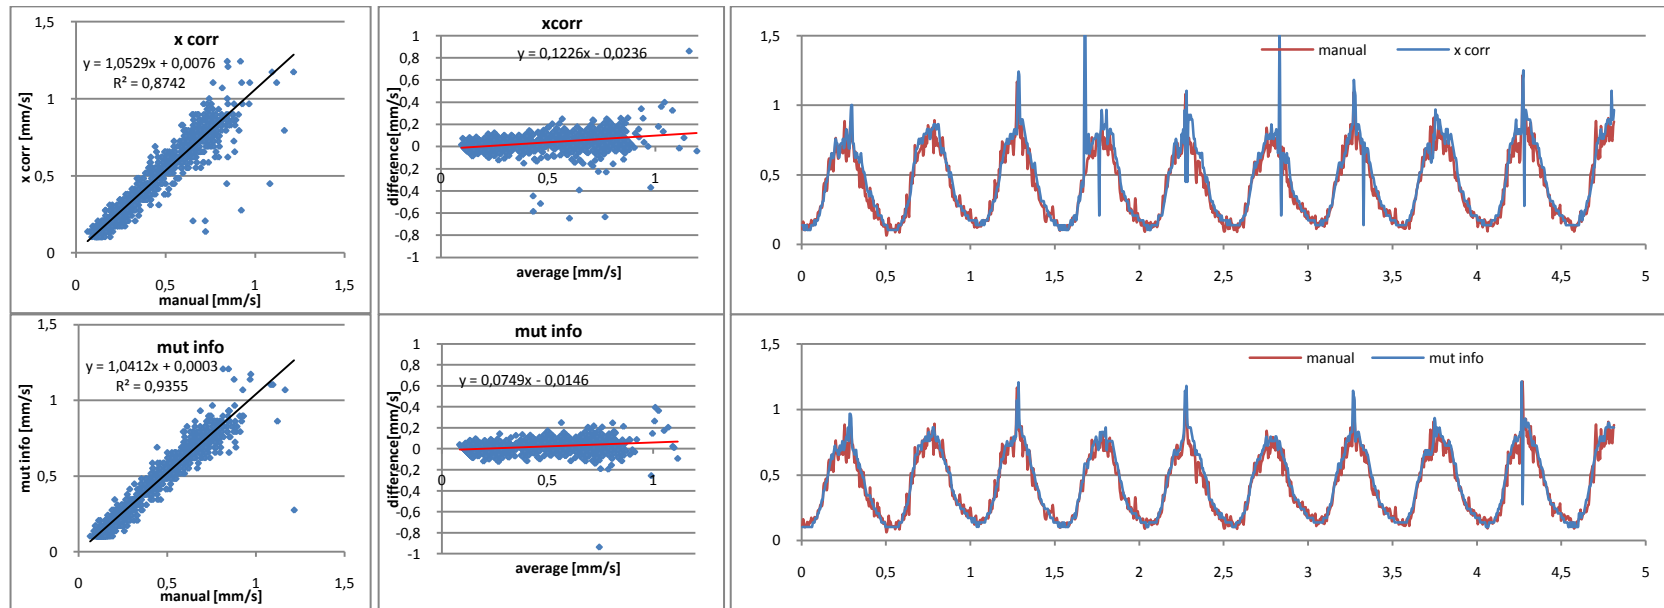 x corr
y = 1,0529x + 0,0076
R² = 0,8742
1,5
1
0,5
0
x corr [mm/s]
0 0,5 1 1,5
manual [mm/s]
xcorr
y = 0,1226x - 0,0236
1
0,8
0,6
0,4
0,2
0
-0,2
-0,4
-0,6
-0,8
-1
difference[mm/s]
0 0,5 1
average [mm/s]
manual x corr
1,5
1
0,5
0
0 0,5 1 1,5 2 2,5 3 3,5 4 4,5 5
mut info
y = 1,0412x + 0,0003
R² = 0,9355
1,5
1
0,5
0
mut info [mm/s]
0 0,5 1 1,5
manual [mm/s]
mut info
y = 0,0749x - 0,0146
1
0,8
0,6
0,4
0,2
0
-0,2
-0,4
-0,6
-0,8
-1
difference[mm/s]
0 0,5 1
average [mm/s]
manual mut info
1,5
1
0,5
0
0 0,5 1 1,5 2 2,5 3 3,5 4 4,5 5